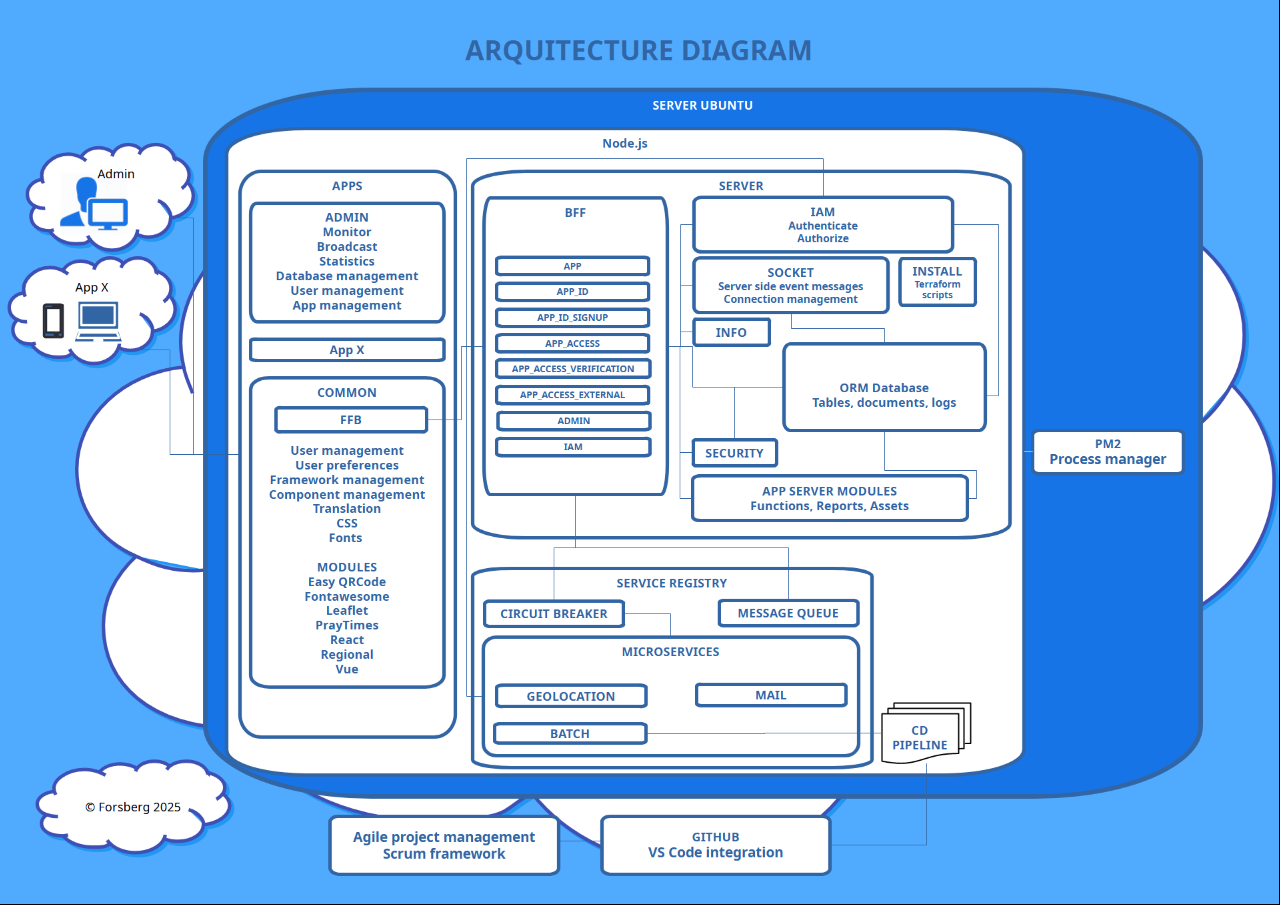 ARQUITECTURE DIAGRAM
SERVER UBUNTU
Node.js
Admin
App X
APPS
ADMIN
Monitor
Broadcast
Statistics
Database management
User management
App management
App X
COMMON
FFB
User management
User preferences
Framework management
Component management
Translation
CSS
Fonts
MODULES
Easy QRCode
Fontawesome
Leaflet
PrayTimes
React
Regional
Vue
SERVER
BFF
APP
APP_ID
APP_ID_SIGNUP
APP_ACCESS
APP_ACCESS_VERIFICATION
APP_ACCESS_EXTERNAL
ADMIN
IAM
IAM
Authenticate
Authorize
SOCKET
Server side event messages
Connection management
INSTALL
Terraform
scripts
INFO
ORM Database
Tables, documents, logs
SECURITY
APP SERVER MODULES
Functions, Reports, Assets
PM2
Process manager
SERVICE REGISTRY
CIRCUIT BREAKER
MESSAGE QUEUE
MICROSERVICES
GEOLOCATION
MAIL
BATCH
CD
PIPELINE
© Forsberg 2025
Agile project management
Scrum framework
GITHUB
VS Code integration